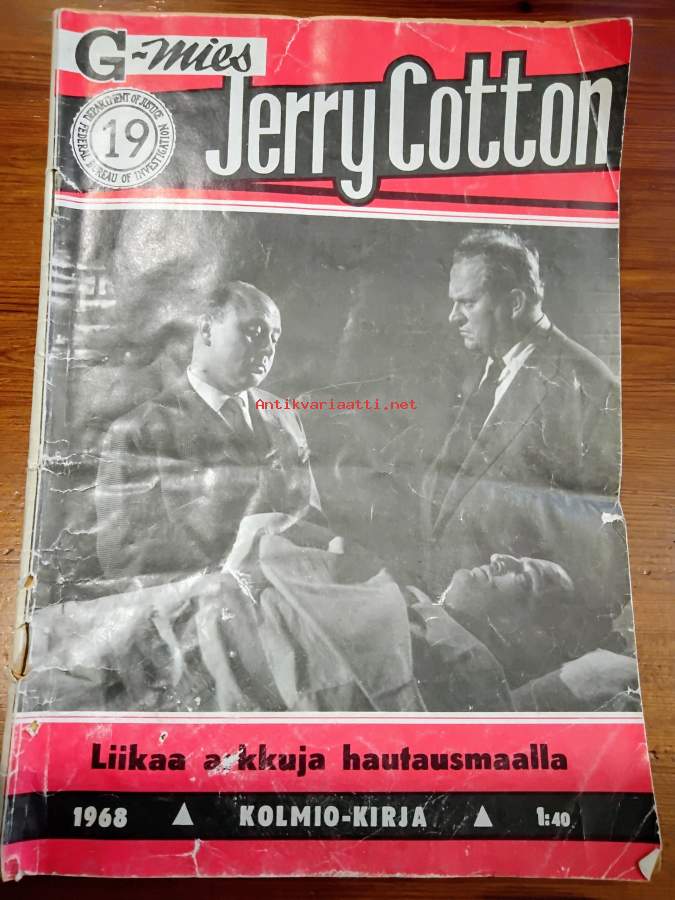 G-mies
Jerry Cotton
DEPARTMENT OF JUSTICE
FEDERAL BUREAU OF INVESTIGATION
19
Antikvariaatti.net
Liikaa arkkuja hautausmaalla
1968 ▲ KOLMIO-KIRJA ▲ 1:40